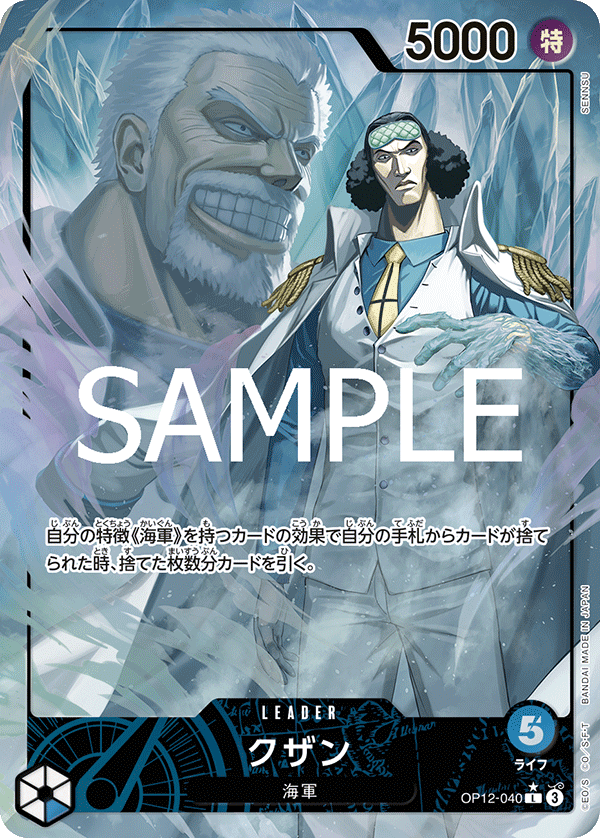 5000 特
SENNSU
SAMPLE
自分の特徴《海軍》を持つカードの効果で自分の手札からカードが捨て
られた時、捨てた枚数分カードを引く。
©E.O/S. C.O/S・F・T BANDAI MADE IN JAPAN
LEADER
クザン
5
ライフ
海軍
OP12-040 L 3